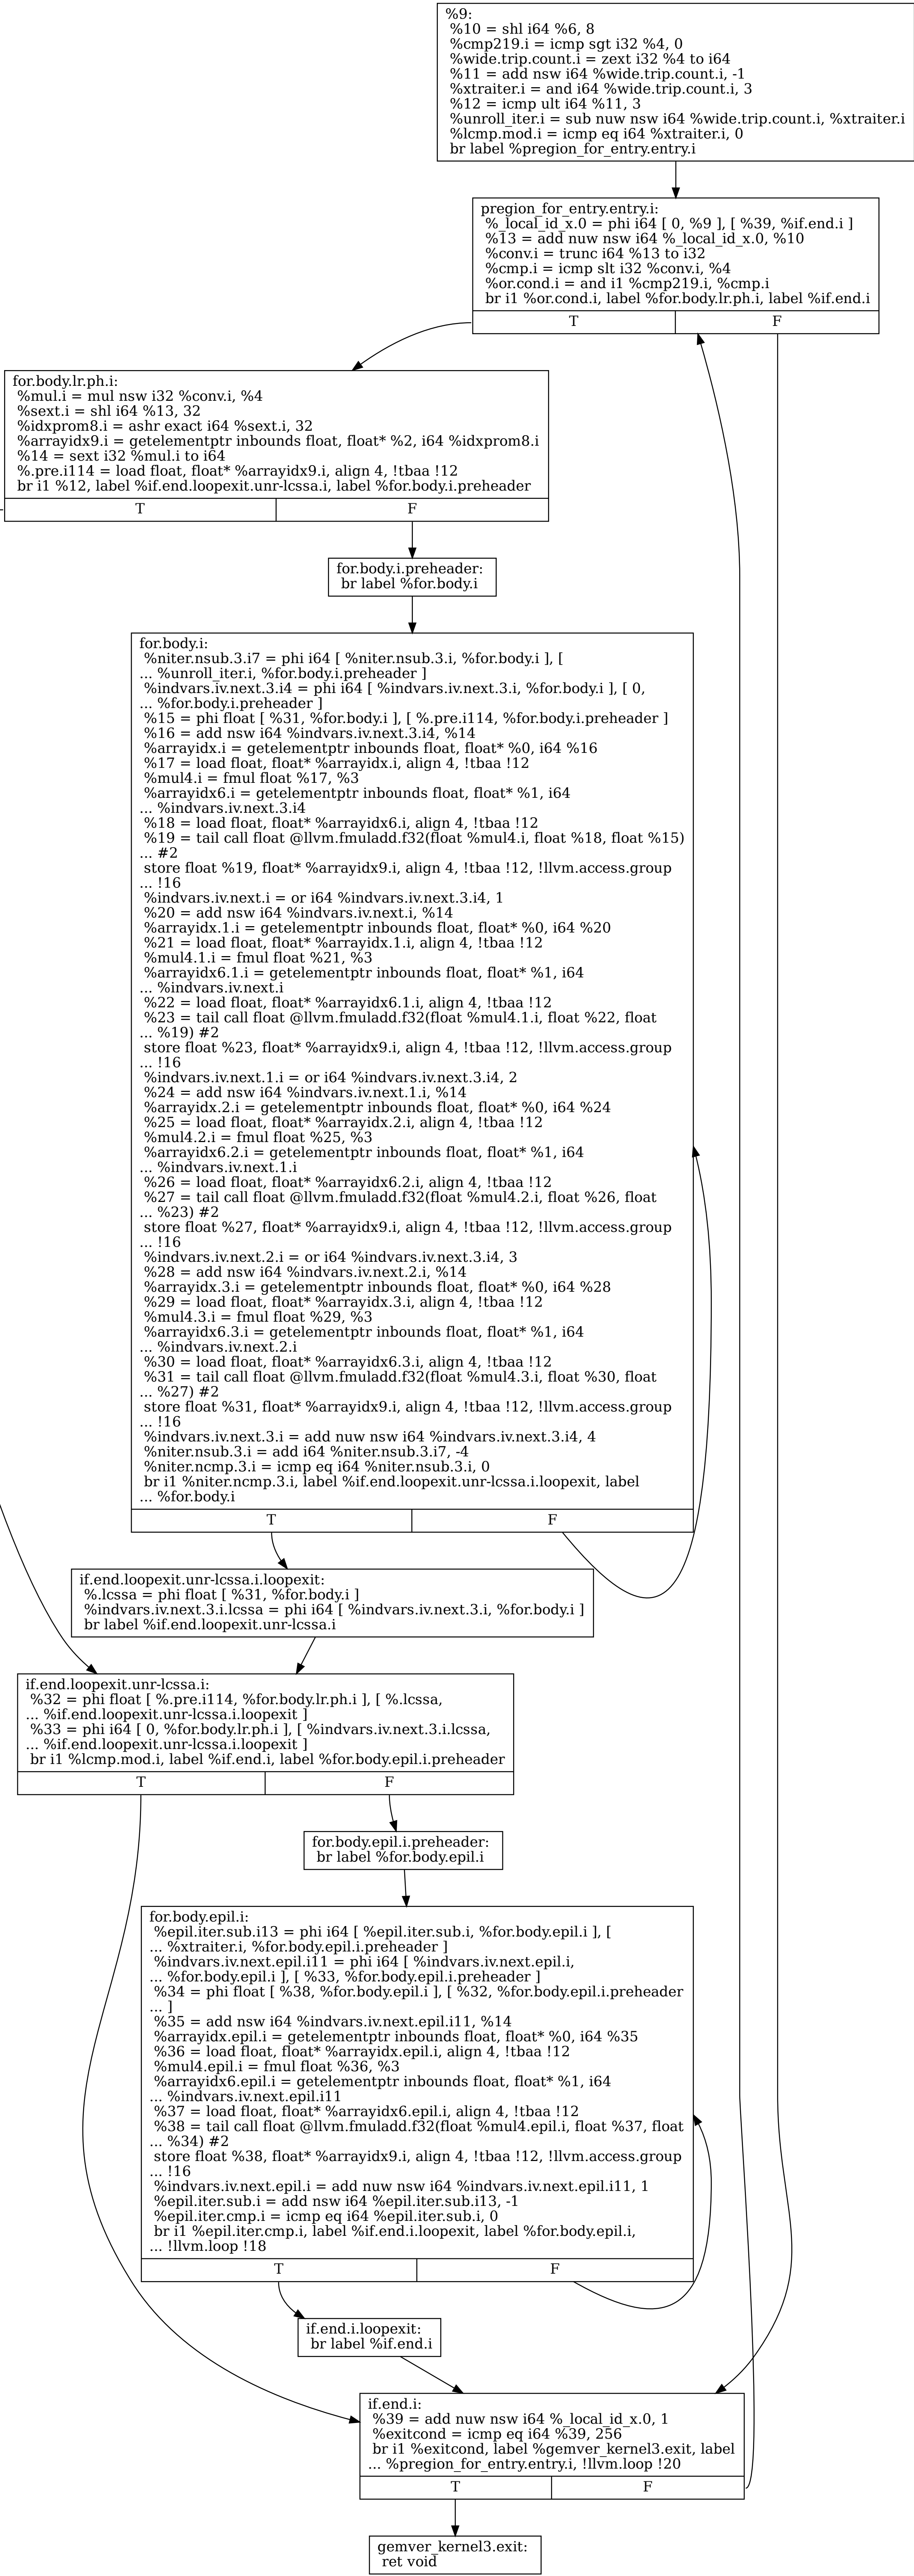 %9:
%10 = shl i64 %6, 8
%cmp219.i = icmp sgt i32 %4, 0
%wide.trip.count.i = zext i32 %4 to i64
%11 = add nsw i64 %wide.trip.count.i, -1
%xtraiter.i = and i64 %wide.trip.count.i, 3
%12 = icmp ult i64 %11, 3
%unroll_iter.i = sub nuw nsw i64 %wide.trip.count.i, %xtraiter.i
%lcmp.mod.i = icmp eq i64 %xtraiter.i, 0
br label %pregion_for_entry.entry.i
pregion_for_entry.entry.i:
%_local_id_x.0 = phi i64 [ 0, %9 ], [ %39, %if.end.i ]
%13 = add nuw nsw i64 %_local_id_x.0, %10
%conv.i = trunc i64 %13 to i32
%cmp.i = icmp slt i32 %conv.i, %4
%or.cond.i = and i1 %cmp219.i, %cmp.i
br i1 %or.cond.i, label %for.body.lr.ph.i, label %if.end.i
T F
for.body.lr.ph.i:
%mul.i = mul nsw i32 %conv.i, %4
%sext.i = shl i64 %13, 32
%idxprom8.i = ashr exact i64 %sext.i, 32
%arrayidx9.i = getelementptr inbounds float, float* %2, i64 %idxprom8.i
%14 = sext i32 %mul.i to i64
%.pre.i114 = load float, float* %arrayidx9.i, align 4, !tbaa !12
br i1 %12, label %if.end.loopexit.unr-lcssa.i, label %for.body.i.preheader
T F
for.body.i.preheader:
br label %for.body.i
for.body.i:
%niter.nsub.3.i7 = phi i64 [ %niter.nsub.3.i, %for.body.i ], [
... %unroll_iter.i, %for.body.i.preheader ]
%indvars.iv.next.3.i4 = phi i64 [ %indvars.iv.next.3.i, %for.body.i ], [ 0,
... %for.body.i.preheader ]
%15 = phi float [ %31, %for.body.i ], [ %.pre.i114, %for.body.i.preheader ]
%16 = add nsw i64 %indvars.iv.next.3.i4, %14
%arrayidx.i = getelementptr inbounds float, float* %0, i64 %16
%17 = load float, float* %arrayidx.i, align 4, !tbaa !12
%mul4.i = fmul float %17, %3
%arrayidx6.i = getelementptr inbounds float, float* %1, i64
... %indvars.iv.next.3.i4
%18 = load float, float* %arrayidx6.i, align 4, !tbaa !12
%19 = tail call float @llvm.fmuladd.f32(float %mul4.i, float %18, float %15)
... #2
store float %19, float* %arrayidx9.i, align 4, !tbaa !12, !llvm.access.group
... !16
%indvars.iv.next.i = or i64 %indvars.iv.next.3.i4, 1
%20 = add nsw i64 %indvars.iv.next.i, %14
%arrayidx.1.i = getelementptr inbounds float, float* %0, i64 %20
%21 = load float, float* %arrayidx.1.i, align 4, !tbaa !12
%mul4.1.i = fmul float %21, %3
%arrayidx6.1.i = getelementptr inbounds float, float* %1, i64
... %indvars.iv.next.i
%22 = load float, float* %arrayidx6.1.i, align 4, !tbaa !12
%23 = tail call float @llvm.fmuladd.f32(float %mul4.1.i, float %22, float
... %19) #2
store float %23, float* %arrayidx9.i, align 4, !tbaa !12, !llvm.access.group
... !16
%indvars.iv.next.1.i = or i64 %indvars.iv.next.3.i4, 2
%24 = add nsw i64 %indvars.iv.next.1.i, %14
%arrayidx.2.i = getelementptr inbounds float, float* %0, i64 %24
%25 = load float, float* %arrayidx.2.i, align 4, !tbaa !12
%mul4.2.i = fmul float %25, %3
%arrayidx6.2.i = getelementptr inbounds float, float* %1, i64
... %indvars.iv.next.1.i
%26 = load float, float* %arrayidx6.2.i, align 4, !tbaa !12
%27 = tail call float @llvm.fmuladd.f32(float %mul4.2.i, float %26, float
... %23) #2
store float %27, float* %arrayidx9.i, align 4, !tbaa !12, !llvm.access.group
... !16
%indvars.iv.next.2.i = or i64 %indvars.iv.next.3.i4, 3
%28 = add nsw i64 %indvars.iv.next.2.i, %14
%arrayidx.3.i = getelementptr inbounds float, float* %0, i64 %28
%29 = load float, float* %arrayidx.3.i, align 4, !tbaa !12
%mul4.3.i = fmul float %29, %3
%arrayidx6.3.i = getelementptr inbounds float, float* %1, i64
... %indvars.iv.next.2.i
%30 = load float, float* %arrayidx6.3.i, align 4, !tbaa !12
%31 = tail call float @llvm.fmuladd.f32(float %mul4.3.i, float %30, float
... %27) #2
store float %31, float* %arrayidx9.i, align 4, !tbaa !12, !llvm.access.group
... !16
%indvars.iv.next.3.i = add nuw nsw i64 %indvars.iv.next.3.i4, 4
%niter.nsub.3.i = add i64 %niter.nsub.3.i7, -4
%niter.ncmp.3.i = icmp eq i64 %niter.nsub.3.i, 0
br i1 %niter.ncmp.3.i, label %if.end.loopexit.unr-lcssa.i.loopexit, label
... %for.body.i
T F
if.end.loopexit.unr-lcssa.i.loopexit:
%.lcssa = phi float [ %31, %for.body.i ]
%indvars.iv.next.3.i.lcssa = phi i64 [ %indvars.iv.next.3.i, %for.body.i ]
br label %if.end.loopexit.unr-lcssa.i
if.end.loopexit.unr-lcssa.i:
%32 = phi float [ %.pre.i114, %for.body.lr.ph.i ], [ %.lcssa,
... %if.end.loopexit.unr-lcssa.i.loopexit ]
%33 = phi i64 [ 0, %for.body.lr.ph.i ], [ %indvars.iv.next.3.i.lcssa,
... %if.end.loopexit.unr-lcssa.i.loopexit ]
br i1 %lcmp.mod.i, label %if.end.i, label %for.body.epil.i.preheader
T F
for.body.epil.i.preheader:
br label %for.body.epil.i
for.body.epil.i:
%epil.iter.sub.i13 = phi i64 [ %epil.iter.sub.i, %for.body.epil.i ], [
... %xtraiter.i, %for.body.epil.i.preheader ]
%indvars.iv.next.epil.i11 = phi i64 [ %indvars.iv.next.epil.i,
... %for.body.epil.i ], [ %33, %for.body.epil.i.preheader ]
%34 = phi float [ %38, %for.body.epil.i ], [ %32, %for.body.epil.i.preheader
... ]
%35 = add nsw i64 %indvars.iv.next.epil.i11, %14
%arrayidx.epil.i = getelementptr inbounds float, float* %0, i64 %35
%36 = load float, float* %arrayidx.epil.i, align 4, !tbaa !12
%mul4.epil.i = fmul float %36, %3
%arrayidx6.epil.i = getelementptr inbounds float, float* %1, i64
... %indvars.iv.next.epil.i11
%37 = load float, float* %arrayidx6.epil.i, align 4, !tbaa !12
%38 = tail call float @llvm.fmuladd.f32(float %mul4.epil.i, float %37, float
... %34) #2
store float %38, float* %arrayidx9.i, align 4, !tbaa !12, !llvm.access.group
... !16
%indvars.iv.next.epil.i = add nuw nsw i64 %indvars.iv.next.epil.i11, 1
%epil.iter.sub.i = add nsw i64 %epil.iter.sub.i13, -1
%epil.iter.cmp.i = icmp eq i64 %epil.iter.sub.i, 0
br i1 %epil.iter.cmp.i, label %if.end.i.loopexit, label %for.body.epil.i,
... !llvm.loop !18
T F
if.end.i.loopexit:
br label %if.end.i
if.end.i:
%39 = add nuw nsw i64 %_local_id_x.0, 1
%exitcond = icmp eq i64 %39, 256
br i1 %exitcond, label %gemver_kernel3.exit, label
... %pregion_for_entry.entry.i, !llvm.loop !20
T F
gemver_kernel3.exit:
ret void